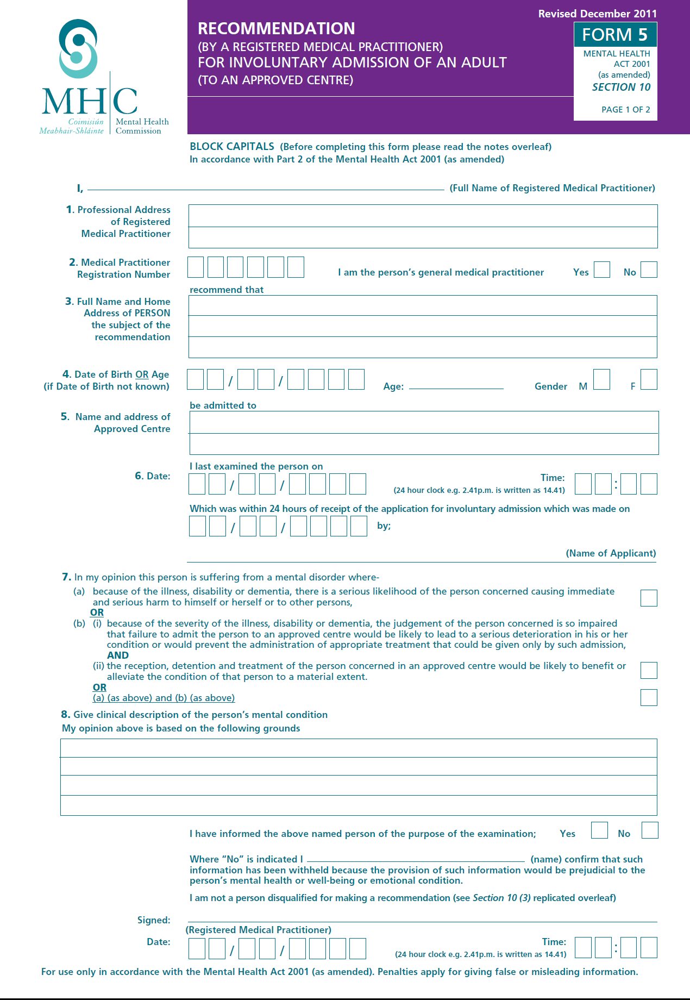 Revised December 2011
RECOMMENDATION
(BY A REGISTERED MEDICAL PRACTITIONER)
FOR INVOLUNTARY ADMISSION OF AN ADULT
(TO AN APPROVED CENTRE)
FORM 5
MENTAL HEALTH
ACT 2001
(as amended)
SECTION 10
PAGE 1 OF 2
MHC
Coimisiún
Meabhair-Shláinte
Mental Health
Commission
BLOCK CAPITALS (Before completing this form please read the notes overleaf)
In accordance with Part 2 of the Mental Health Act 2001 (as amended)
I, (Full Name of Registered Medical Practitioner)
1. Professional Address
of Registered
Medical Practitioner
2. Medical Practitioner
Registration Number
I am the person's general medical practitioner Yes No
recommend that
3. Full Name and Home
Address of PERSON
the subject of the
recommendation
4. Date of Birth OR Age
(if Date of Birth not known)
/ / Age: Gender M F
be admitted to
5. Name and address of
Approved Centre
I last examined the person on
6. Date: / / Time: :
(24 hour clock e.g. 2.41p.m. is written as 14.41)
Which was within 24 hours of receipt of the application for involuntary admission which was made on
/ / by;
(Name of Applicant)
7. In my opinion this person is suffering from a mental disorder where-
(a) because of the illness, disability or dementia, there is a serious likelihood of the person concerned causing immediate
and serious harm to himself or herself or to other persons,
OR
(b) (i) because of the severity of the illness, disability or dementia, the judgement of the person concerned is so impaired
that failure to admit the person to an approved centre would be likely to lead to a serious deterioration in his or her
condition or would prevent the administration of appropriate treatment that could be given only by such admission,
AND
(ii) the reception, detention and treatment of the person concerned in an approved centre would be likely to benefit or
alleviate the condition of that person to a material extent.
OR
(a) (as above) and (b) (as above)
8. Give clinical description of the person's mental condition
My opinion above is based on the following grounds
I have informed the above named person of the purpose of the examination; Yes No
Where “No” is indicated I (name) confirm that such
information has been withheld because the provision of such information would be prejudicial to the
person's mental health or well-being or emotional condition.
I am not a person disqualified for making a recommendation (see Section 10 (3) replicated overleaf)
Signed:
(Registered Medical Practitioner)
Date: / / Time: :
(24 hour clock e.g. 2.41p.m. is written as 14.41)
For use only in accordance with the Mental Health Act 2001 (as amended). Penalties apply for giving false or misleading information.